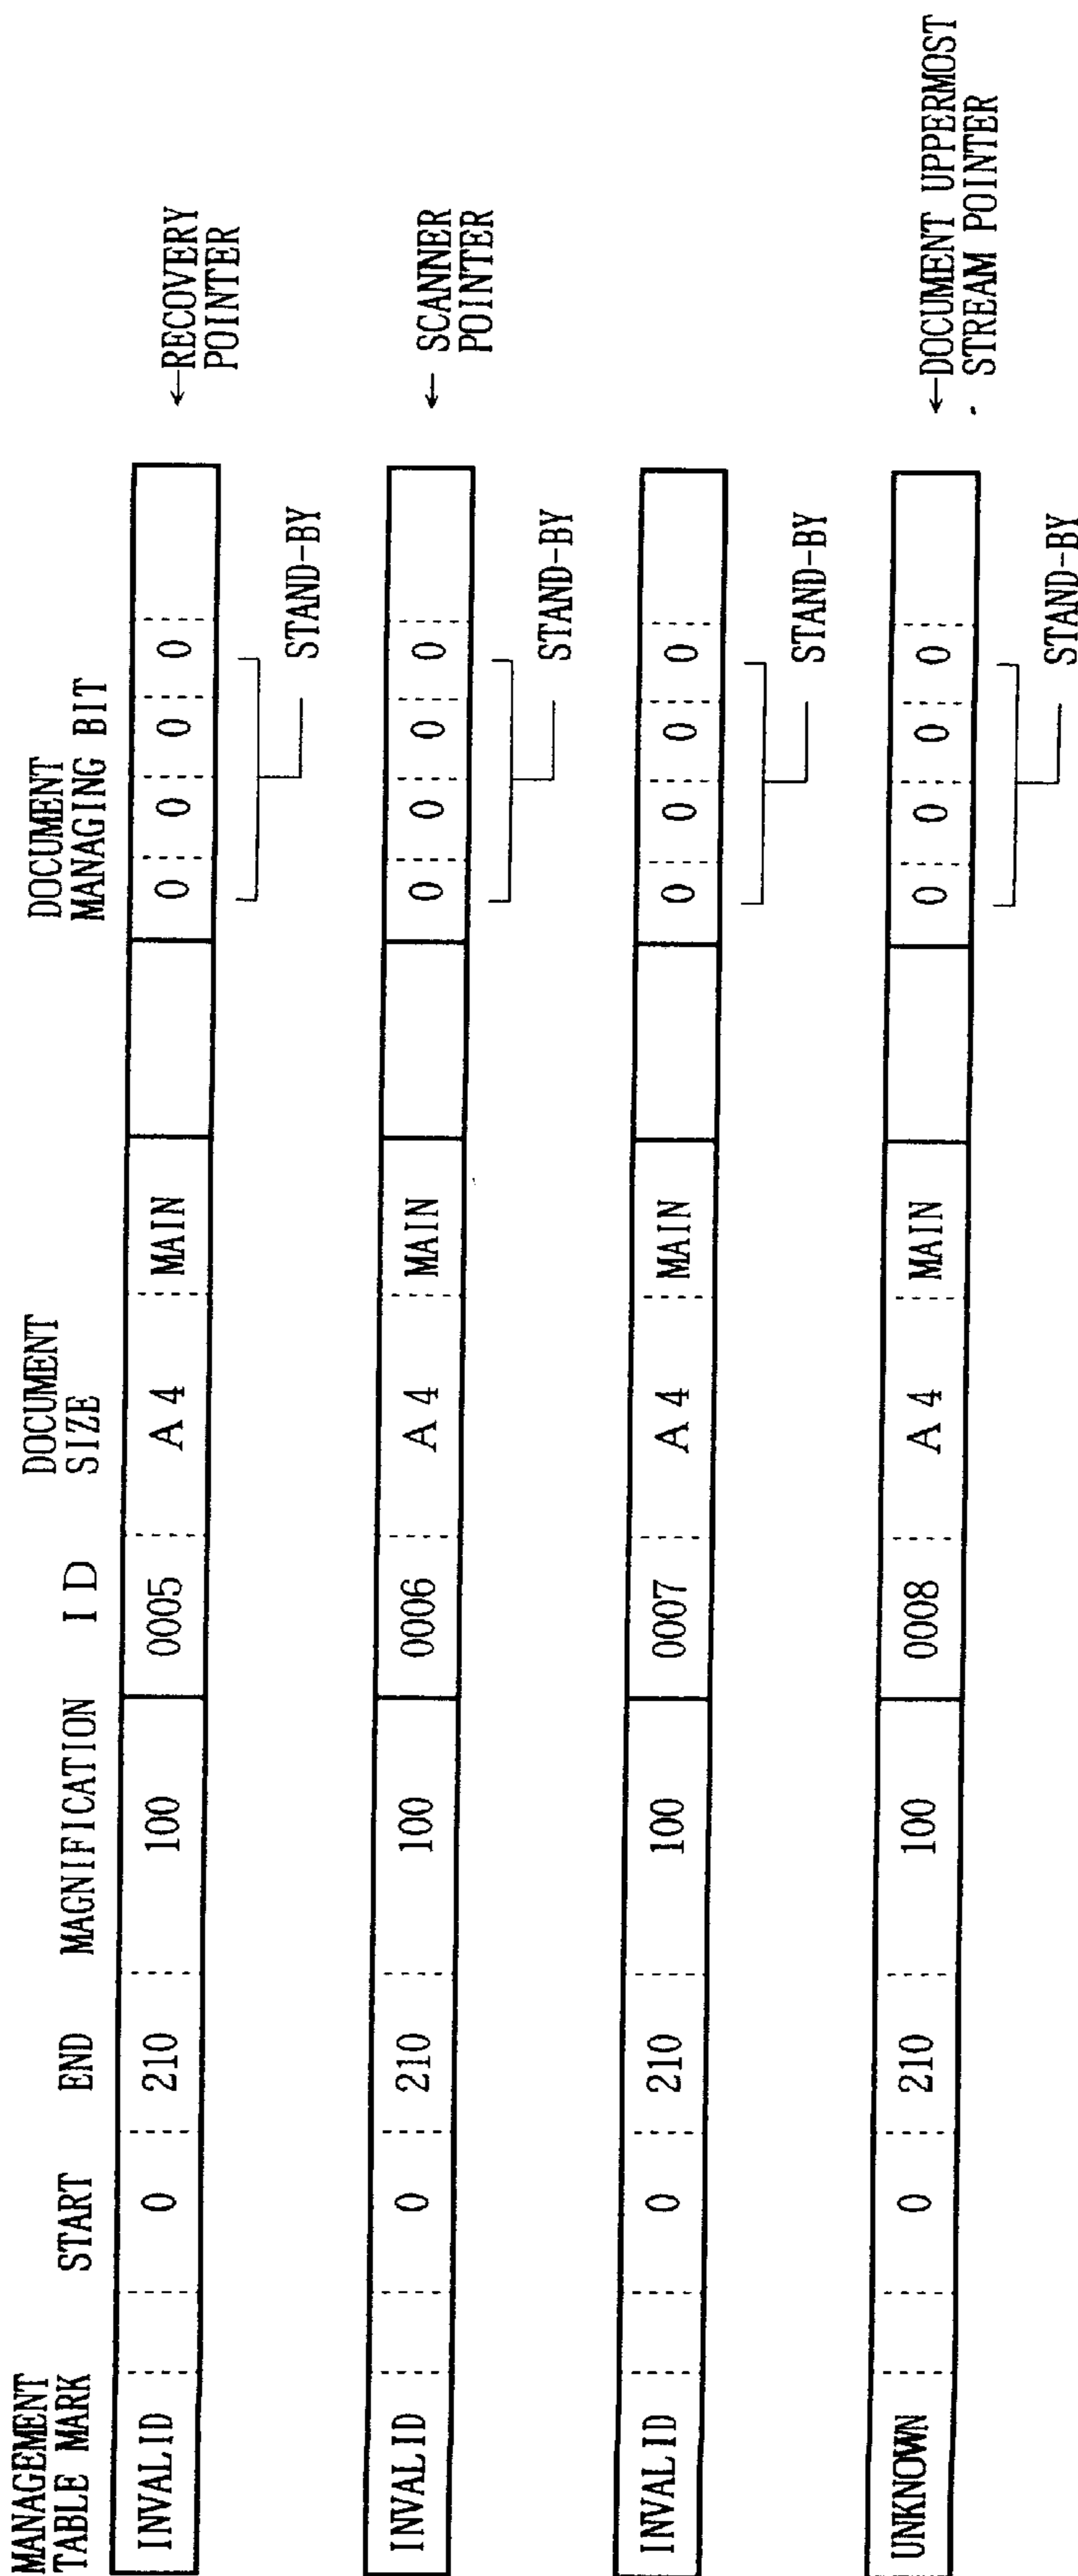 MANAGEMENT
TABLE MARK START END MAGNIFICATION I D DOCUMENT
SIZE DOCUMENT
MANAGING BIT
INVALID 0 210 100 0005 A 4 MAIN 0 0 0 0 ←RECOVERY
POINTER
STAND-BY
INVALID 0 210 100 0006 A 4 MAIN 0 0 0 0 ← SCANNER
POINTER
STAND-BY
INVALID 0 210 100 0007 A 4 MAIN 0 0 0 0
STAND-BY
UNKNOWN 0 210 100 0008 A 4 MAIN 0 0 0 0 ←DOCUMENT UPPERMOST
STREAM POINTER
STAND-BY